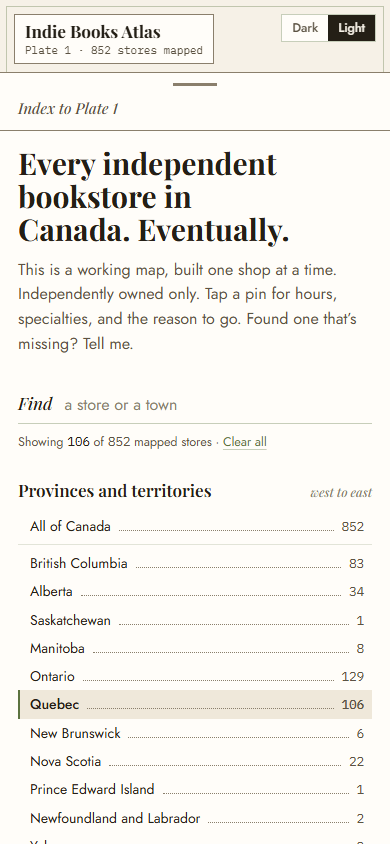 Indie Books Atlas
Plate 1 · 852 stores mapped
Dark Light
Index to Plate 1
Every independent
bookstore in
Canada. Eventually.
This is a working map, built one shop at a time.
Independently owned only. Tap a pin for hours,
specialties, and the reason to go. Found one that's
missing? Tell me.
Find a store or a town
Showing 106 of 852 mapped stores · Clear all
Provinces and territories west to east
All of Canada 852
British Columbia 83
Alberta 34
Saskatchewan 1
Manitoba 8
Ontario 129
Quebec 106
New Brunswick 6
Nova Scotia 22
Prince Edward Island 1
Newfoundland and Labrador 2